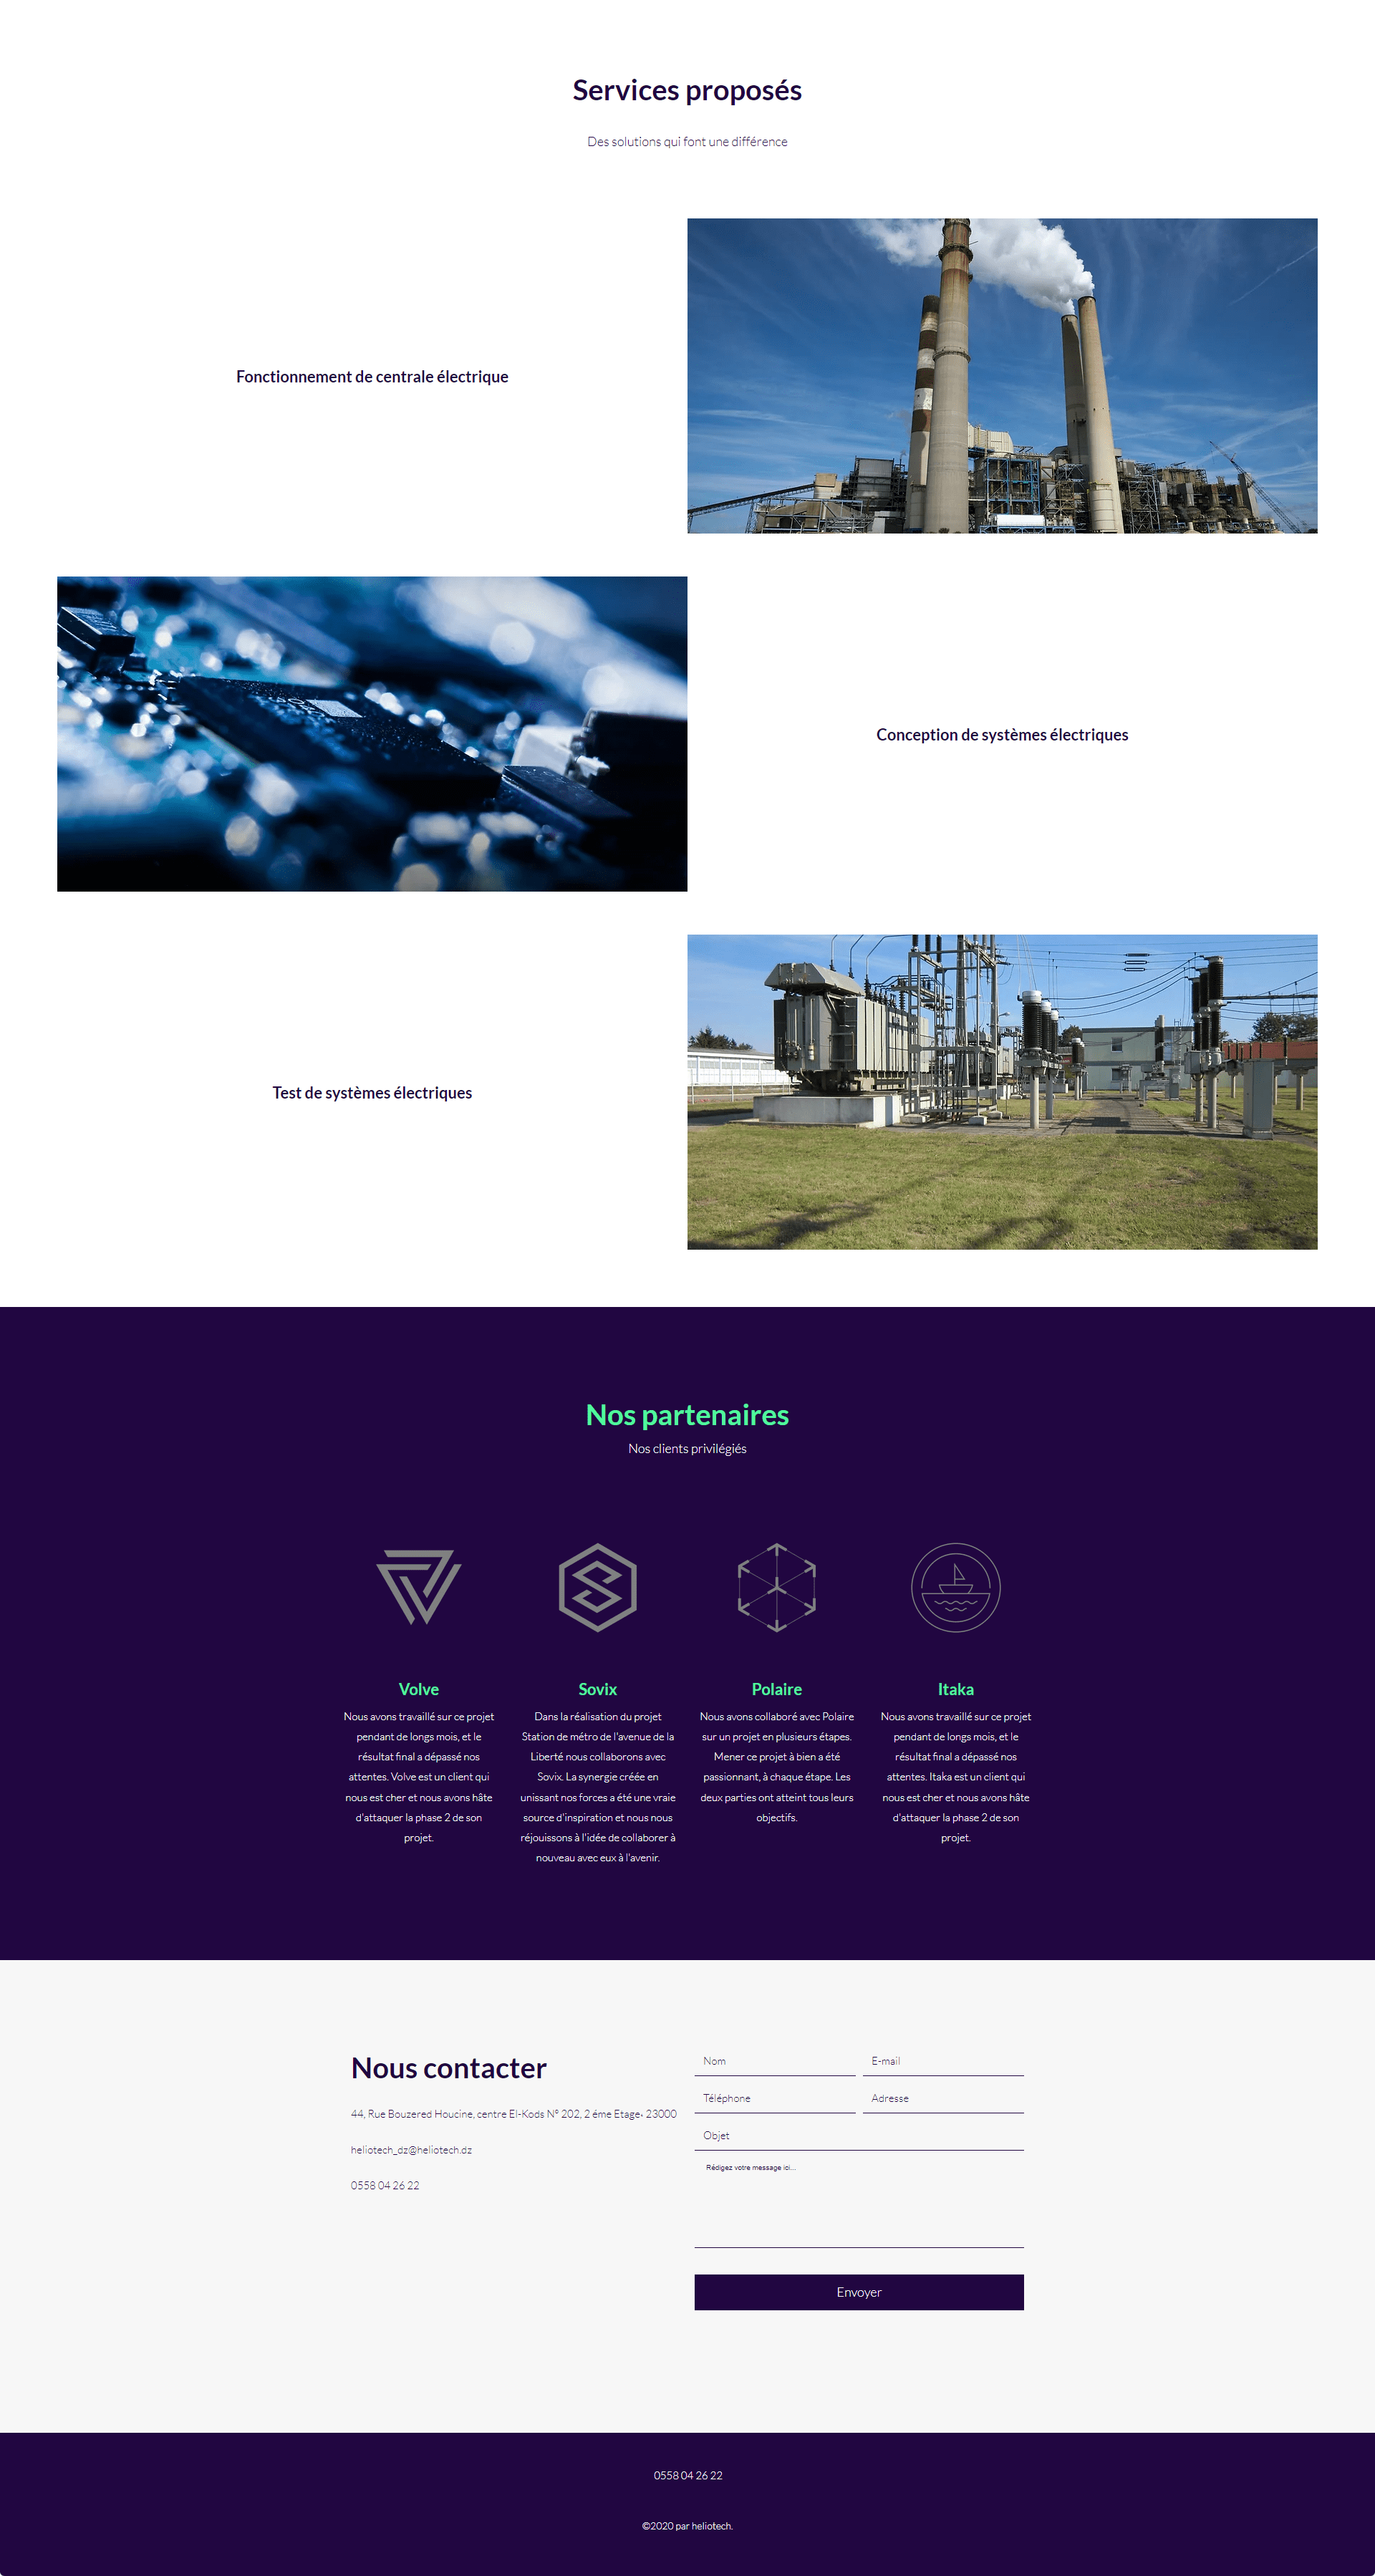 Services proposés
Des solutions qui font une différence
Fonctionnement de centrale électrique
Conception de systèmes électriques
Test de systèmes électriques
Nos partenaires
Nos clients privilégiés
Volve
Nous avons travaillé sur ce projet
pendant de longs mois, et le
résultat final a dépassé nos
attentes. Volve est un client qui
nous est cher et nous avons hâte
d'attaquer la phase 2 de son
projet.
Sovix
Dans la réalisation du projet
Station de métro de l'avenue de la
Liberté nous collaborons avec
Sovix. La synergie créée en
unissant nos forces a été une vraie
source d'inspiration et nous nous
réjouissons à l'idée de collaborer à
nouveau avec eux à l'avenir.
Polaire
Nous avons collaboré avec Polaire
sur un projet en plusieurs étapes.
Mener ce projet à bien a été
passionnant, à chaque étape. Les
deux parties ont atteint tous leurs
objectifs.
Itaka
Nous avons travaillé sur ce projet
pendant de longs mois, et le
résultat final a dépassé nos
attentes. Itaka est un client qui
nous est cher et nous avons hâte
d'attaquer la phase 2 de son
projet.
Nous contacter
44, Rue Bouzered Houcine, centre El-Kods N° 202, 2 éme Etage، 23000
heliotech_dz@heliotech.dz
0558 04 26 22
Nom
E-mail
Téléphone
Adresse
Objet
Rédigez votre message ici...
Envoyer
0558 04 26 22
©2020 par heliotech.